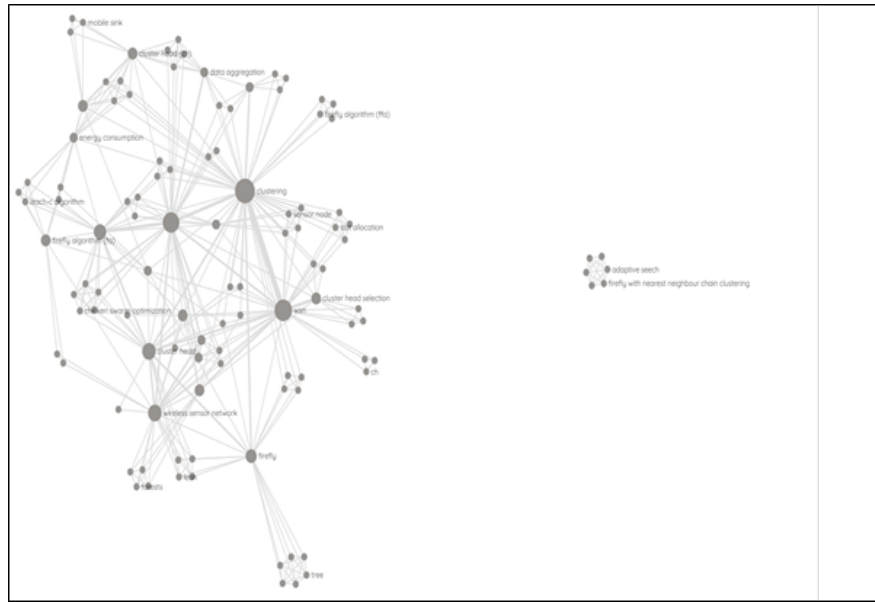 mobile sink
cluster head (ch)
data aggregation
firefly algorithm (ffa)
energy consumption
clustering
leach-c algorithm
sensor node
allocation
firefly algorithm (fa)
adaptive seech
firefly with nearest neighbour chain clustering
cluster head selection
chicken swarm optimization
wsn
cluster head
ch
wireless sensor network
firefly
tree